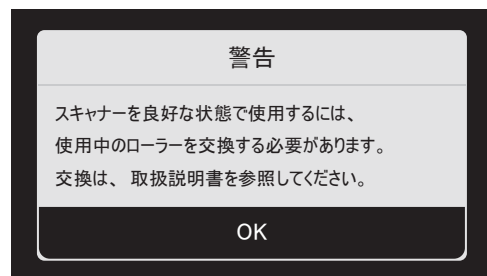 警告
スキャナーを良好な状態で使用するには、
使用中のローラーを交換する必要があります。
交換は、 取扱説明書を参照してください。
OK